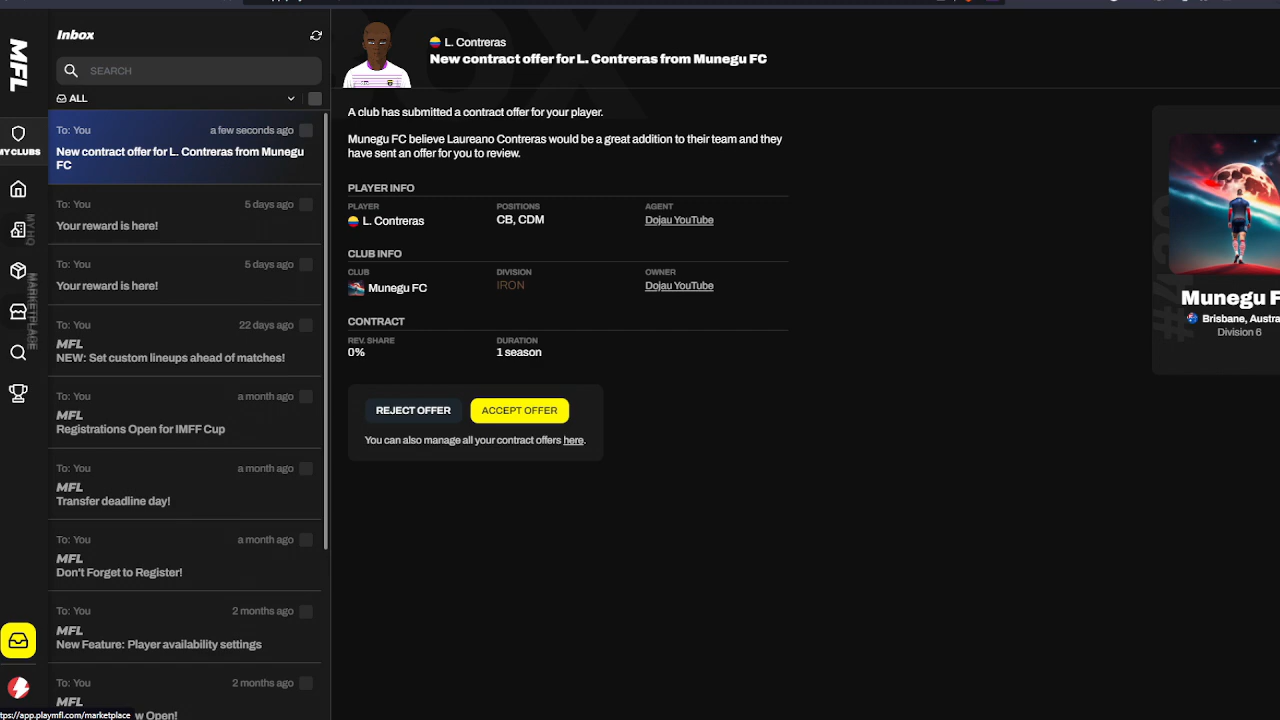 MFL
MY CLUBS
MY HQ
MARKETPLACE
Inbox
SEARCH
ALL
To: You
a few seconds ago
New contract offer for L. Contreras from Munegu
FC
To: You
5 days ago
Your reward is here!
To: You
5 days ago
Your reward is here!
To: You
22 days ago
MFL
NEW: Set custom lineups ahead of matches!
To: You
a month ago
MFL
Registrations Open for IMFF Cup
To: You
a month ago
MFL
Transfer deadline day!
To: You
a month ago
MFL
Don't Forget to Register!
To: You
2 months ago
MFL
New Feature: Player availability settings
To: You
2 months ago
MFL
w Open!
tps://app.playmfl.com/marketplace
L. Contreras
New contract offer for L. Contreras from Munegu FC
A club has submitted a contract offer for your player.
Munegu FC believe Laureano Contreras would be a great addition to their team and they
have sent an offer for you to review.
PLAYER INFO
PLAYER
L. Contreras
POSITIONS
CB, CDM
AGENT
Dojau YouTube
CLUB INFO
CLUB
Munegu FC
DIVISION
IRON
OWNER
Dojau YouTube
CONTRACT
REV. SHARE
0%
DURATION
1 season
REJECT OFFER
ACCEPT OFFER
You can also manage all your contract offers here.
Munegu F
Brisbane, Austra
Division 6